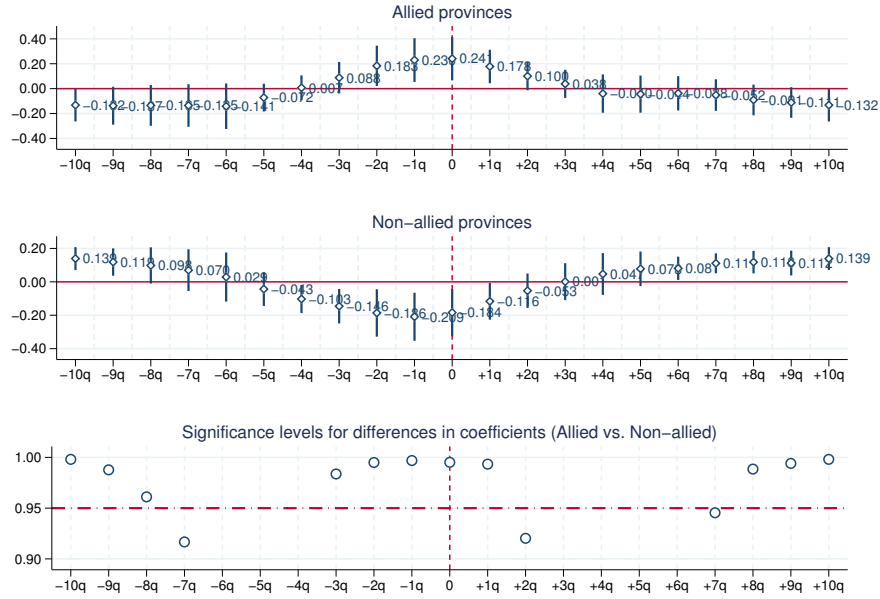 Allied provinces
0.40
0.20
0.00
−0.20
−0.40
0.007 0.088 0.183 0.241 0.178 0.100 0.038
−0.072 −0.141 −0.132
−10q −9q −8q −7q −6q −5q −4q −3q −2q −1q 0 +1q +2q +3q +4q +5q +6q +7q +8q +9q +10q
Non−allied provinces
0.20
0.00
−0.20
−0.40
0.138 0.118 0.098 0.070 0.029 −0.043 −0.103 −0.146 −0.186 −0.209 −0.184 −0.116 −0.053 0.139
−10q −9q −8q −7q −6q −5q −4q −3q −2q −1q 0 +1q +2q +3q +4q +5q +6q +7q +8q +9q +10q
Significance levels for differences in coefficients (Allied vs. Non−allied)
1.00
0.95
0.90
−10q −9q −8q −7q −6q −5q −4q −3q −2q −1q 0 +1q +2q +3q +4q +5q +6q +7q +8q +9q +10q